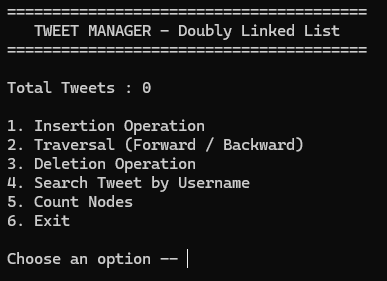 ========================================
TWEET MANAGER - Doubly Linked List
========================================
Total Tweets : 0
1. Insertion Operation
2. Traversal (Forward / Backward)
3. Deletion Operation
4. Search Tweet by Username
5. Count Nodes
6. Exit
Choose an option --